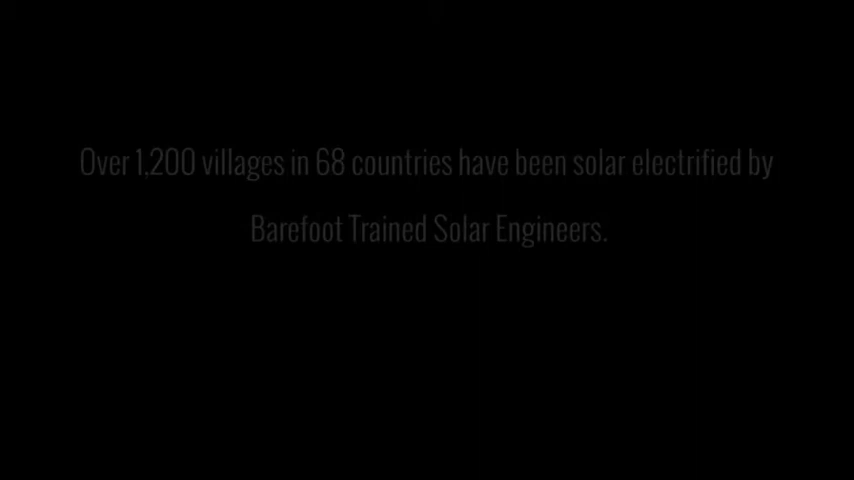 Over 1,200 villages in 68 countries have been solar electrified by
Barefoot Trained Solar Engineers.